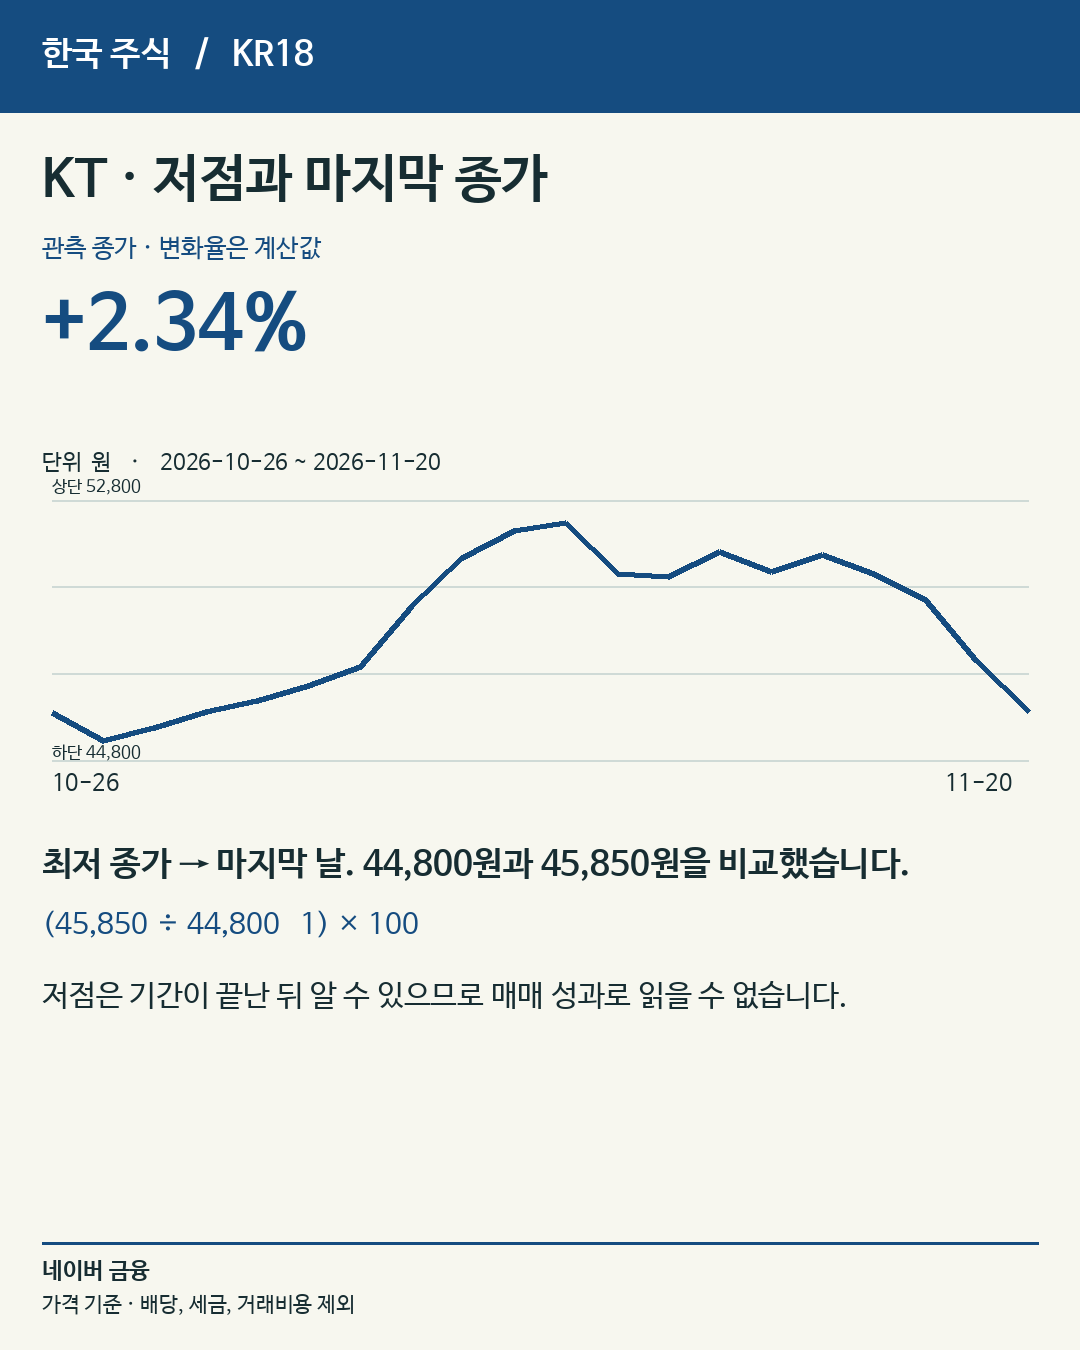 한국 주식 / KR18
KT · 저점과 마지막 종가
관측 종가 · 변화율은 계산값
+2.34%
단위 원 · 2026-10-26 ~ 2026-11-20
상단 52,800
하단 44,800
10-26
11-20
최저 종가 → 마지막 날. 44,800원과 45,850원을 비교했습니다.
(45,850 ÷ 44,800 1) × 100
저점은 기간이 끝난 뒤 알 수 있으므로 매매 성과로 읽을 수 없습니다.
네이버 금융
가격 기준 · 배당, 세금, 거래비용 제외